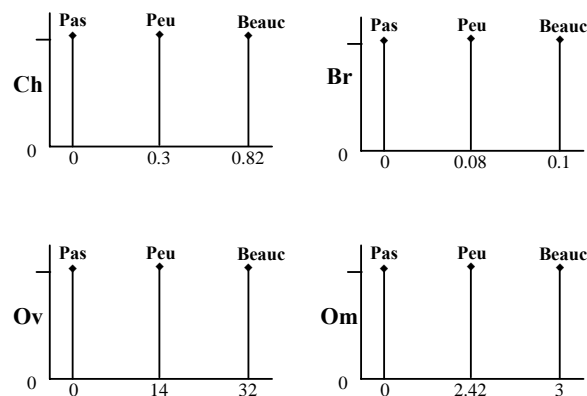 Pas Peu Beauc
Ch
0
0 0.3 0.82
Pas Peu Beauc
Br
0
0 0.08 0.1
Pas Peu Beauc
Ov
0
0 14 32
Pas Peu Beauc
Om
0
0 2.42 3